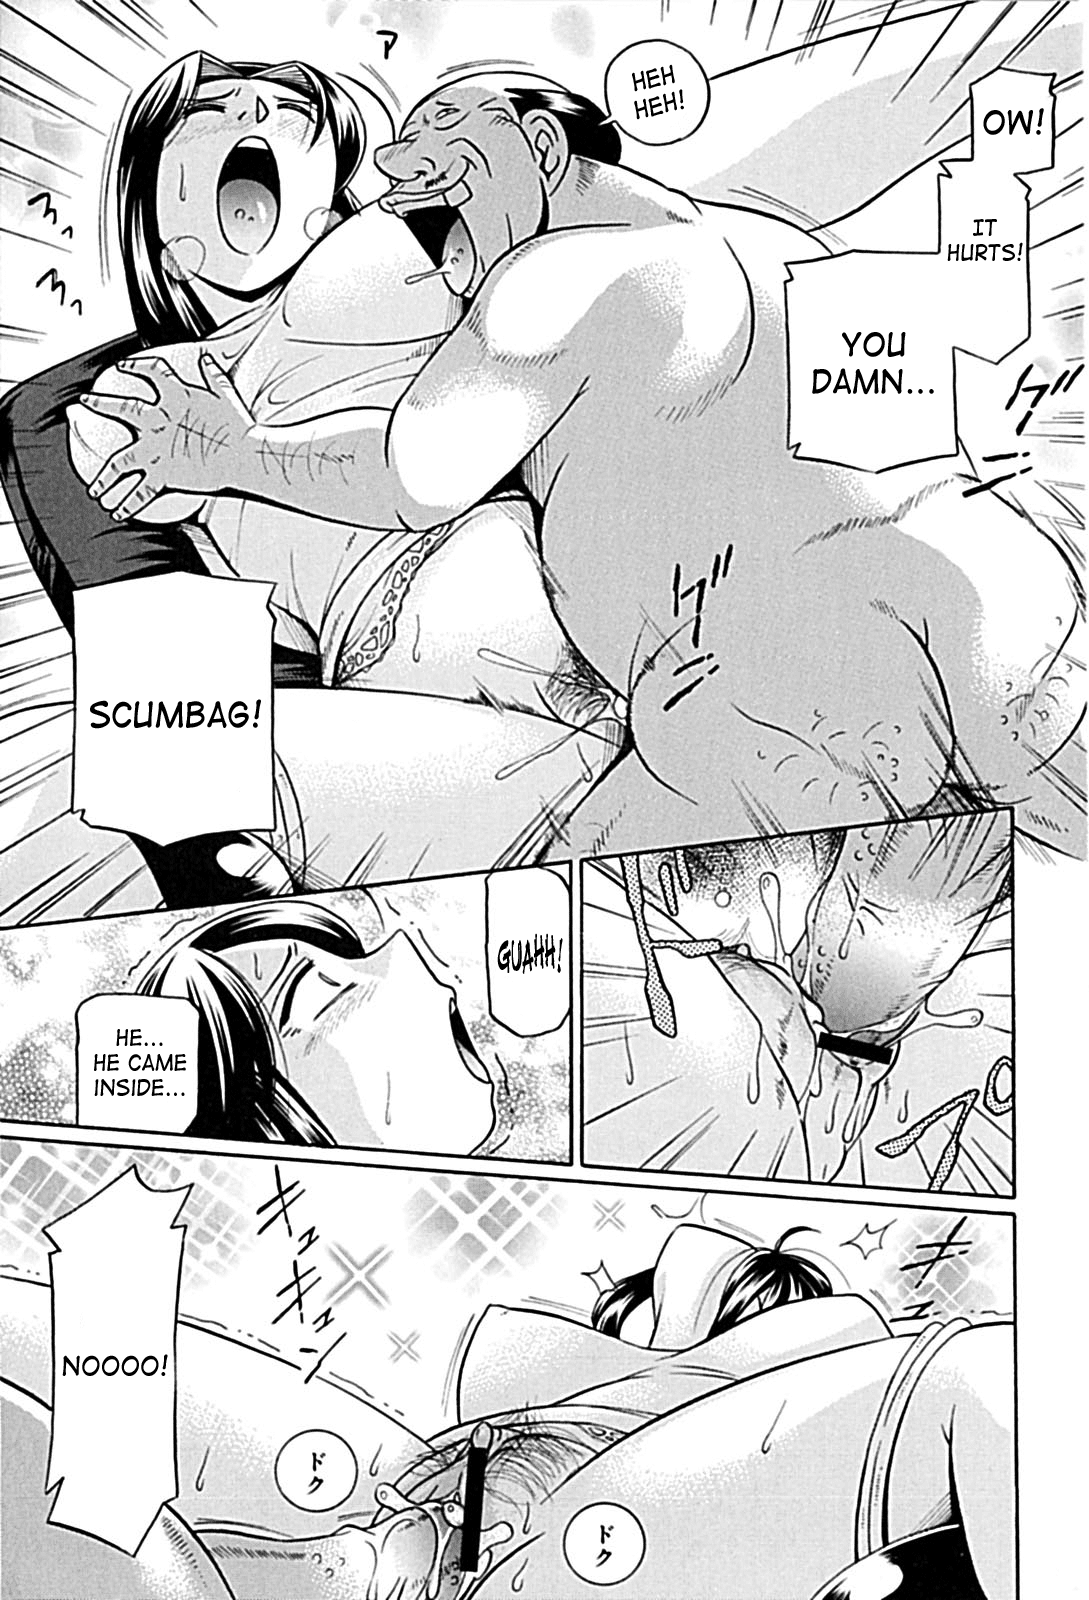 OW!
IT
HURTS!
YOU
DAMN...
HEH
HEH!
SCUMBAG!
GUAHH!
HE...
HE CAME
INSIDE...
NOOOO!
ドク
ドク